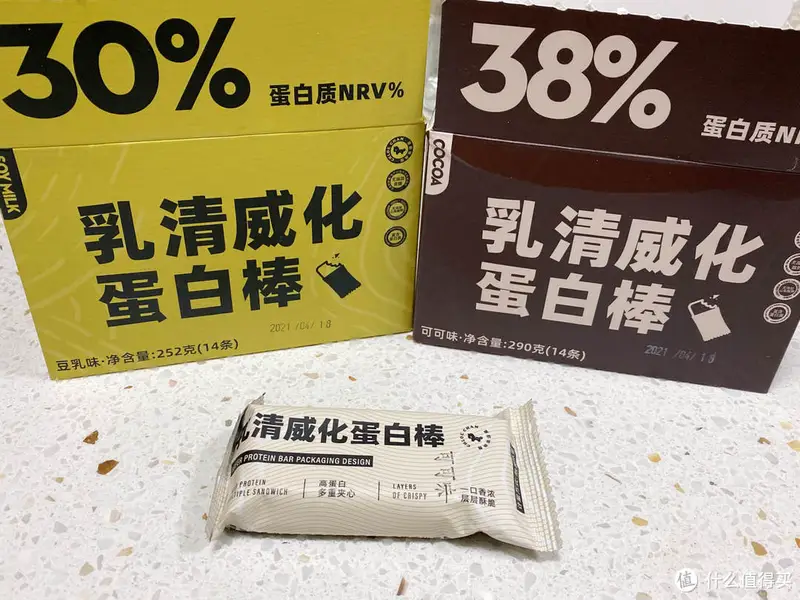 30%
蛋白质NRV%
SOY MILK
乳清威化
蛋白棒
2021 /04/ 18
豆乳味·净含量:252克(14条)
38%
蛋白质NR
COCOA
乳清威化
蛋白棒
2021 /04/ 18
可可味·净含量:290克(14条)
清威化蛋白棒
PROTEIN BAR PACKAGING DESIGN
PROTEIN
SANDWICH
高蛋白
多重夹心
LAYERS
OF CRISPY
一口香浓
层层酥脆
值 什么值得买